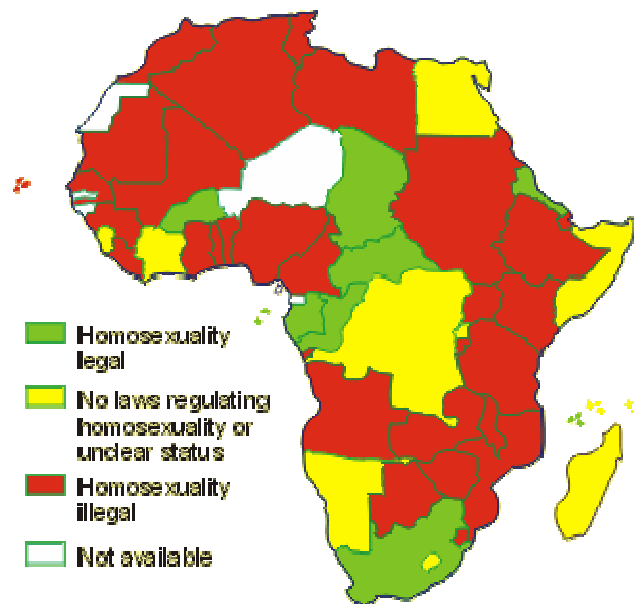 Homosexuality
legal
No laws regulating
homosexuality or
unclear status
Homosexuality
illegal
Not available